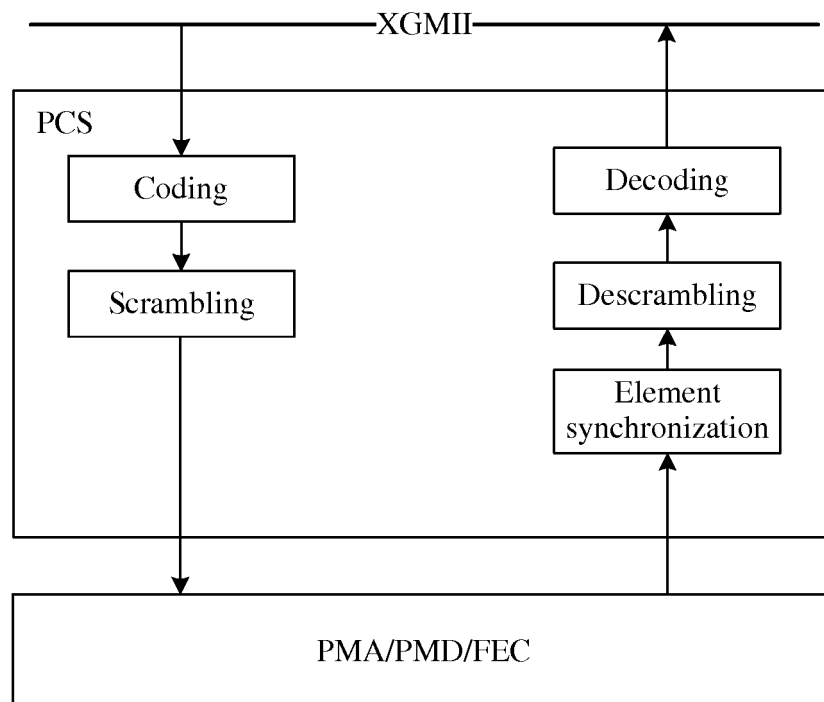 XGMII
PCS
Coding
Decoding
Scrambling
Descrambling
Element
synchronization
PMA/PMD/FEC